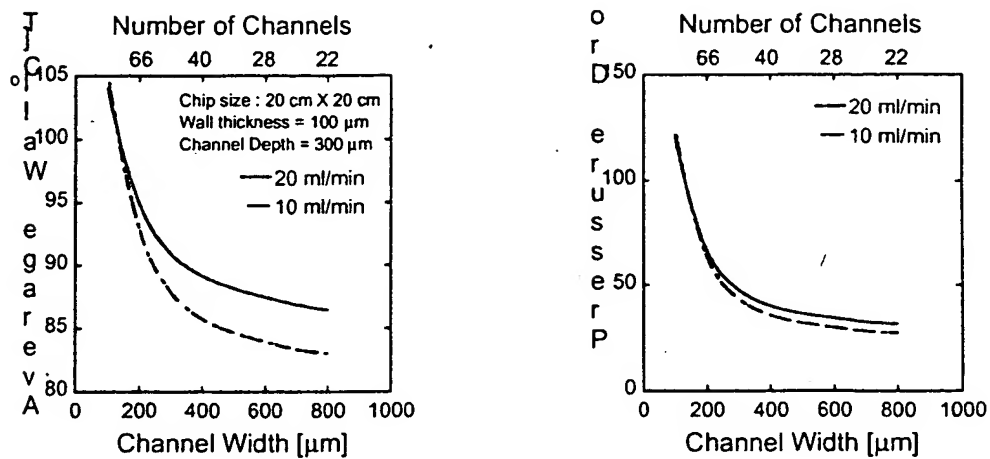 Average Wall
Number of Channels
66 40 28 22
105
100
95
90
85
80
Chip size : 20 cm X 20 cm
Wall thickness = 100 µm
Channel Depth = 300 µm
20 ml/min
10 ml/min
0 200 400 600 800 1000
Channel Width [µm]
Pressure Dro
Number of Channels
66 40 28 22
150
100
50
0
20 ml/min
10 ml/min
0 200 400 600 800 1000
Channel Width [µm]